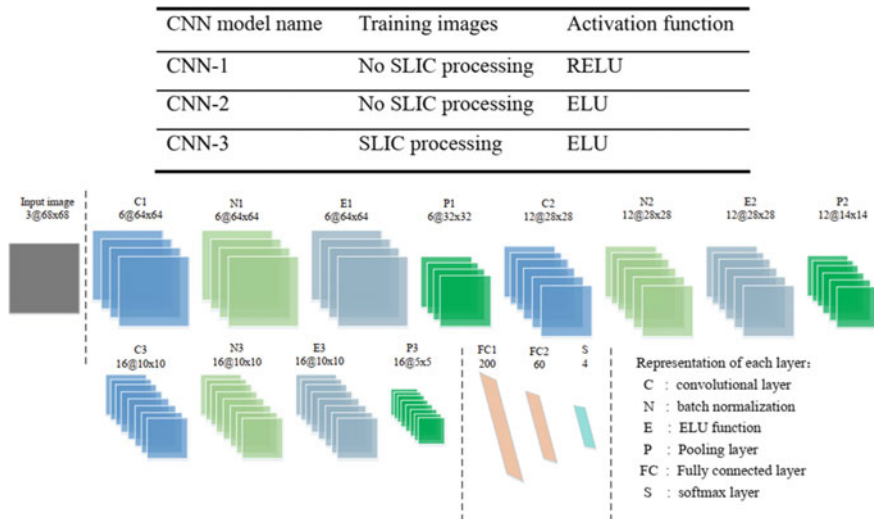 CNN model name Training images Activation function
CNN-1 No SLIC processing RELU
CNN-2 No SLIC processing ELU
CNN-3 SLIC processing ELU
Input image C1 N1 E1 P1 C2 N2 E2 P2
3@68x68 6@64x64 6@64x64 6@64x64 6@32x32 12@28x28 12@28x28 12@28x28 12@14x14
C3 N3 E3 P3 FC1 FC2 S
16@10x10 16@10x10 16@10x10 16@5x5 200 60 4
Representation of each layer:
C : convolutional layer
N : batch normalization
E : ELU function
P : Pooling layer
FC : Fully connected layer
S : softmax layer